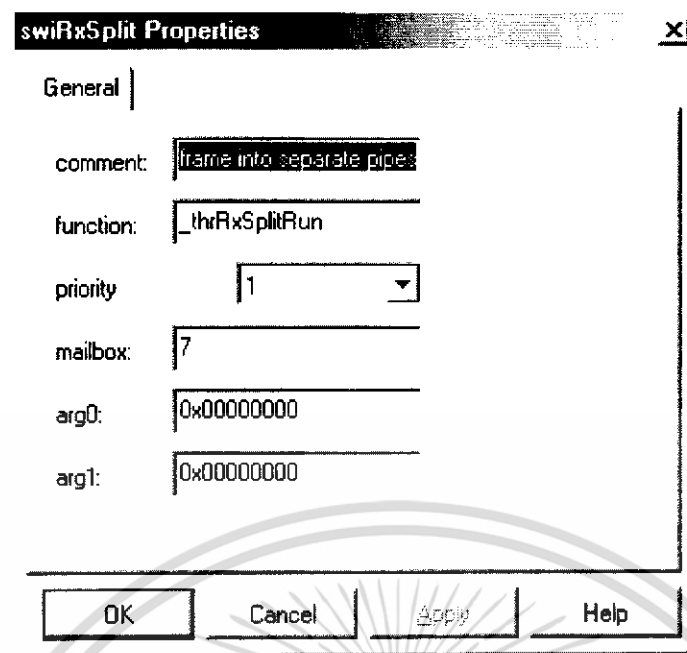 swiRxSplit Properties
General
comment: frame into separate pipes
function: _thrRxSplitRun
priority 1
mailbox: 7
arg0: 0x00000000
arg1: 0x00000000
OK Cancel Apply Help